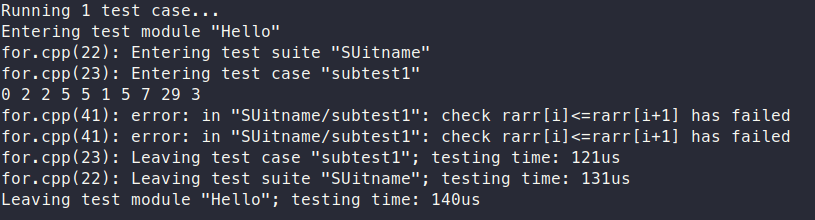 Running 1 test case...
Entering test module "Hello"
for.cpp(22): Entering test suite "SUitname"
for.cpp(23): Entering test case "subtest1"
0 2 2 5 5 1 5 7 29 3
for.cpp(41): error: in "SUitname/subtest1": check rarr[i]<=rarr[i+1] has failed
for.cpp(41): error: in "SUitname/subtest1": check rarr[i]<=rarr[i+1] has failed
for.cpp(23): Leaving test case "subtest1"; testing time: 121us
for.cpp(22): Leaving test suite "SUitname"; testing time: 131us
Leaving test module "Hello"; testing time: 140us